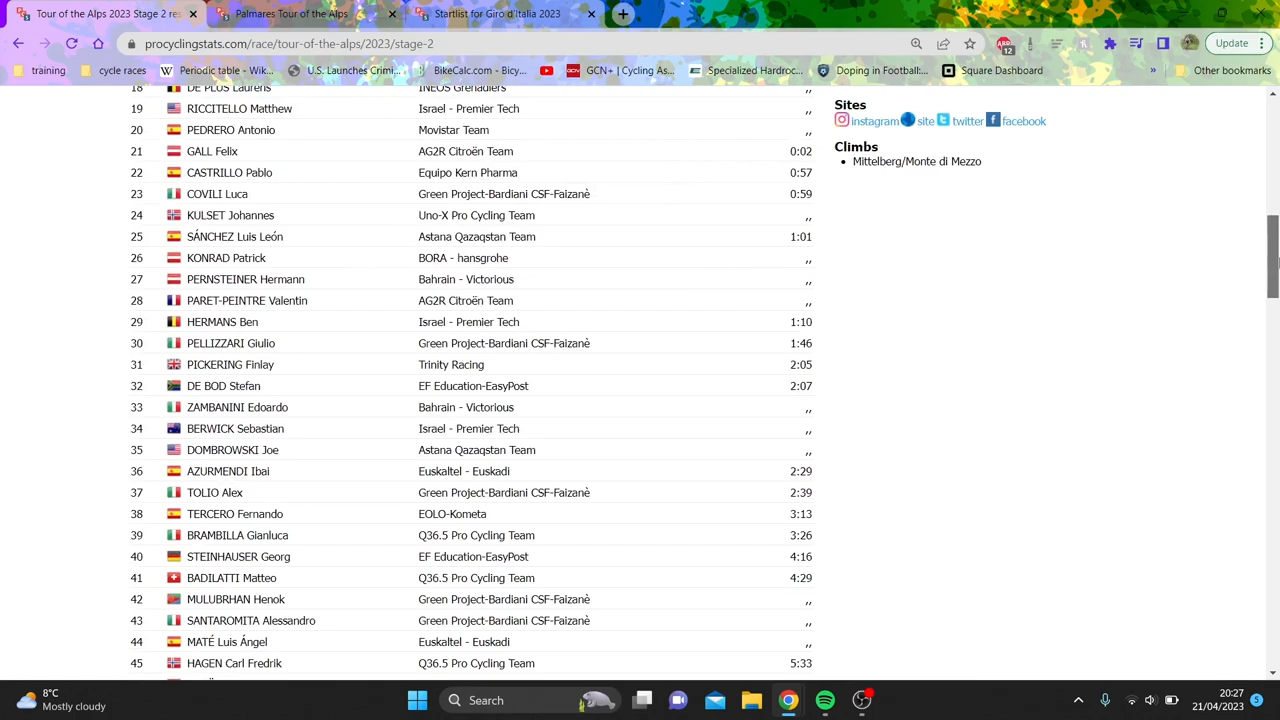 Tour of the Alps 2023 Stage 2 res
Palmares Tour of the Alps
Startlist for Giro d'Italia 2023
procyclingstats.com/race/tour-of-the-alps/2023/stage-2
12
Update
training
cycle races
Periodic talks - kgr...
U.S. Launches Crimi...
BikeCalc.com - Bicy...
GCN+ | Cycling As...
Specialized Hardroc...
Doping in Football:...
Square Dashboard
»
Other bookmarks
18 DE PLUS Laurens INEOS Grenadiers ,,
19 RICCITELLO Matthew Israel - Premier Tech ,,
20 PEDRERO Antonio Movistar Team ,,
21 GALL Felix AG2R Citroën Team 0:02
22 CASTRILLO Pablo Equipo Kern Pharma 0:57
23 COVILI Luca Green Project-Bardiani CSF-Faizanè 0:59
24 KULSET Johannes Uno-X Pro Cycling Team ,,
25 SÁNCHEZ Luis León Astana Qazaqstan Team 1:01
26 KONRAD Patrick BORA - hansgrohe ,,
27 PERNSTEINER Hermann Bahrain - Victorious ,,
28 PARET-PEINTRE Valentin AG2R Citroën Team ,,
29 HERMANS Ben Israel - Premier Tech 1:10
30 PELLIZZARI Giulio Green Project-Bardiani CSF-Faizanè 1:46
31 PICKERING Finlay Trinity Racing 2:05
32 DE BOD Stefan EF Education-EasyPost 2:07
33 ZAMBANINI Edoardo Bahrain - Victorious ,,
34 BERWICK Sebastian Israel - Premier Tech ,,
35 DOMBROWSKI Joe Astana Qazaqstan Team ,,
36 AZURMENDI Ibai Euskaltel - Euskadi 2:29
37 TOLIO Alex Green Project-Bardiani CSF-Faizanè 2:39
38 TERCERO Fernando EOLO-Kometa 3:13
39 BRAMBILLA Gianluca Q36.5 Pro Cycling Team 3:26
40 STEINHAUSER Georg EF Education-EasyPost 4:16
41 BADILATTI Matteo Q36.5 Pro Cycling Team 4:29
42 MULUBRHAN Henok Green Project-Bardiani CSF-Faizanè ,,
43 SANTAROMITA Alessandro Green Project-Bardiani CSF-Faizanè ,,
44 MATÉ Luis Ángel Euskaltel - Euskadi ,,
45 HAGEN Carl Fredrik Q36.5 Pro Cycling Team 5:33
Sites
instagram site twitter facebook
Climbs
Mittelberg/Monte di Mezzo
8°C
Mostly cloudy
Search
20:27
21/04/2023
5